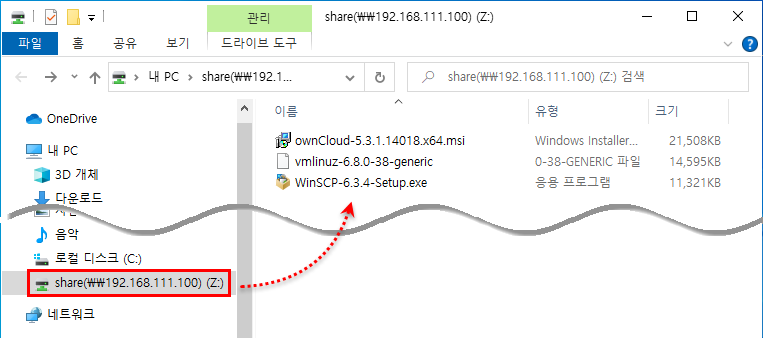 관리
share(₩₩192.168.111.100) (Z:)
파일
홈
공유
보기
드라이브 도구
내 PC
share(₩₩192.1...
share(₩₩192.168.111.100) (Z:) 검색
이름
유형
크기
OneDrive
내 PC
3D 개체
다운로드
음악
로컬 디스크 (C:)
share(₩₩192.168.111.100) (Z:)
네트워크
ownCloud-5.3.1.14018.x64.msi
Windows Installer...
21,508KB
vmlinuz-6.8.0-38-generic
0-38-GENERIC 파일
14,595KB
WinSCP-6.3.4-Setup.exe
응용 프로그램
11,321KB